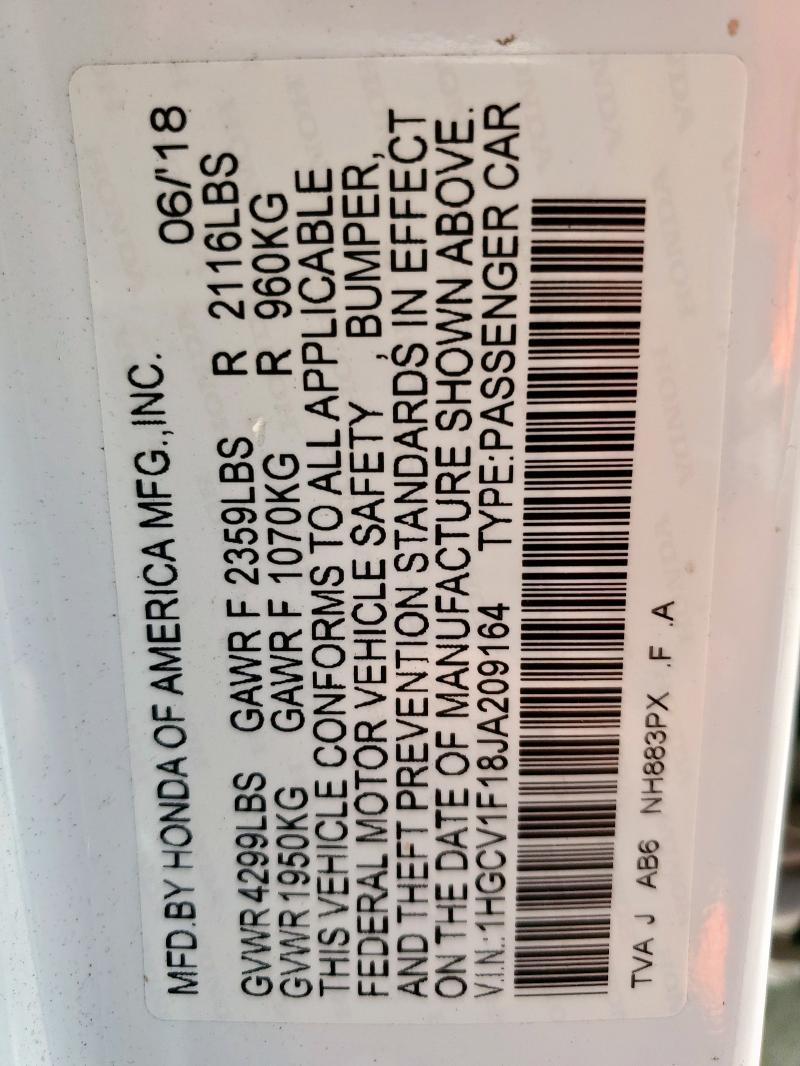 MFD.BY HONDA OF AMERICA MFG.,INC. 06/'18
GVWR 4299LBS GAWR F 2359LBS R 2116LBS
GVWR 1950KG GAWR F 1070KG R 960KG
THIS VEHICLE CONFORMS TO ALL APPLICABLE
FEDERAL MOTOR VEHICLE SAFETY , BUMPER,
AND THEFT PREVENTION STANDARDS, IN EFFECT
ON THE DATE OF MANUFACTURE SHOWN ABOVE.
V.I.N.: 1HGCV1F18JA209164 TYPE:PASSENGER CAR
TVA J AB6 NH883PX .F .A